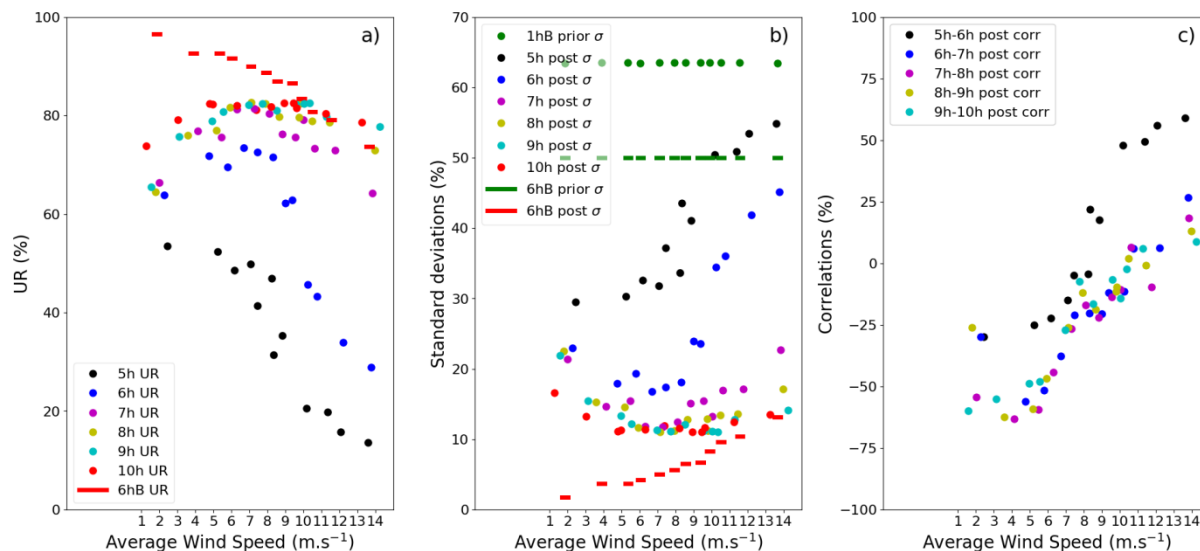 a)
100
80
60
40
20
0
UR (%)
5h UR
6h UR
7h UR
8h UR
9h UR
10h UR
6hB UR
1 2 3 4 5 6 7 8 9 10 11 12 13 14
Average Wind Speed (m.s⁻¹)
b)
70
60
50
40
30
20
10
0
Standard deviations (%)
1hB prior σ
5h post σ
6h post σ
7h post σ
8h post σ
9h post σ
10h post σ
6hB prior σ
6hB post σ
1 2 3 4 5 6 7 8 9 10 11 12 13 14
Average Wind Speed (m.s⁻¹)
c)
100
75
50
25
0
−25
−50
−75
−100
Correlations (%)
5h-6h post corr
6h-7h post corr
7h-8h post corr
8h-9h post corr
9h-10h post corr
1 2 3 4 5 6 7 8 9 10 11 12 13 14
Average Wind Speed (m.s⁻¹)